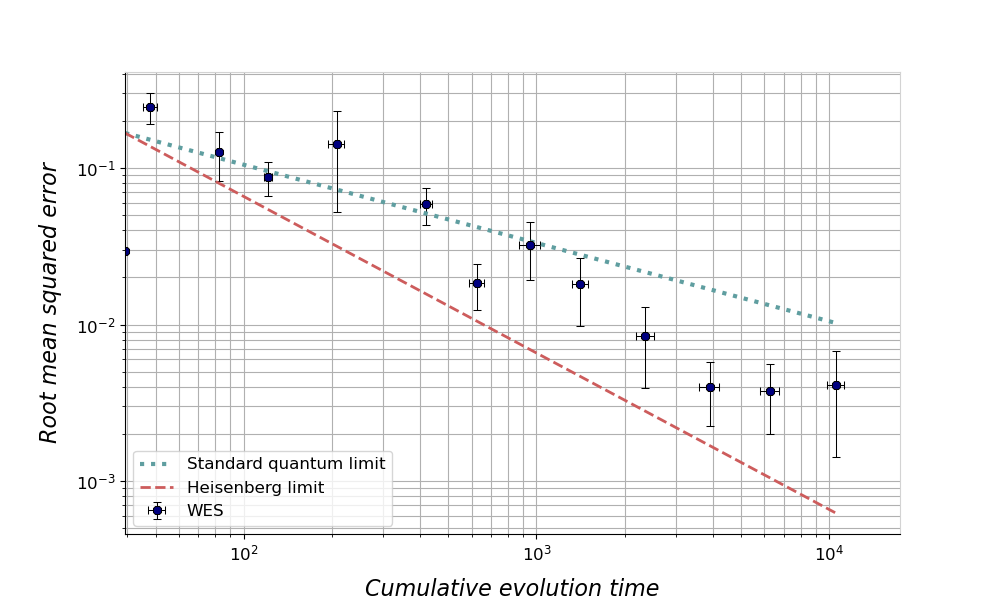 Root mean squared error
10⁻¹
10⁻²
10⁻³
Standard quantum limit
Heisenberg limit
WES
10²
10³
10⁴
Cumulative evolution time